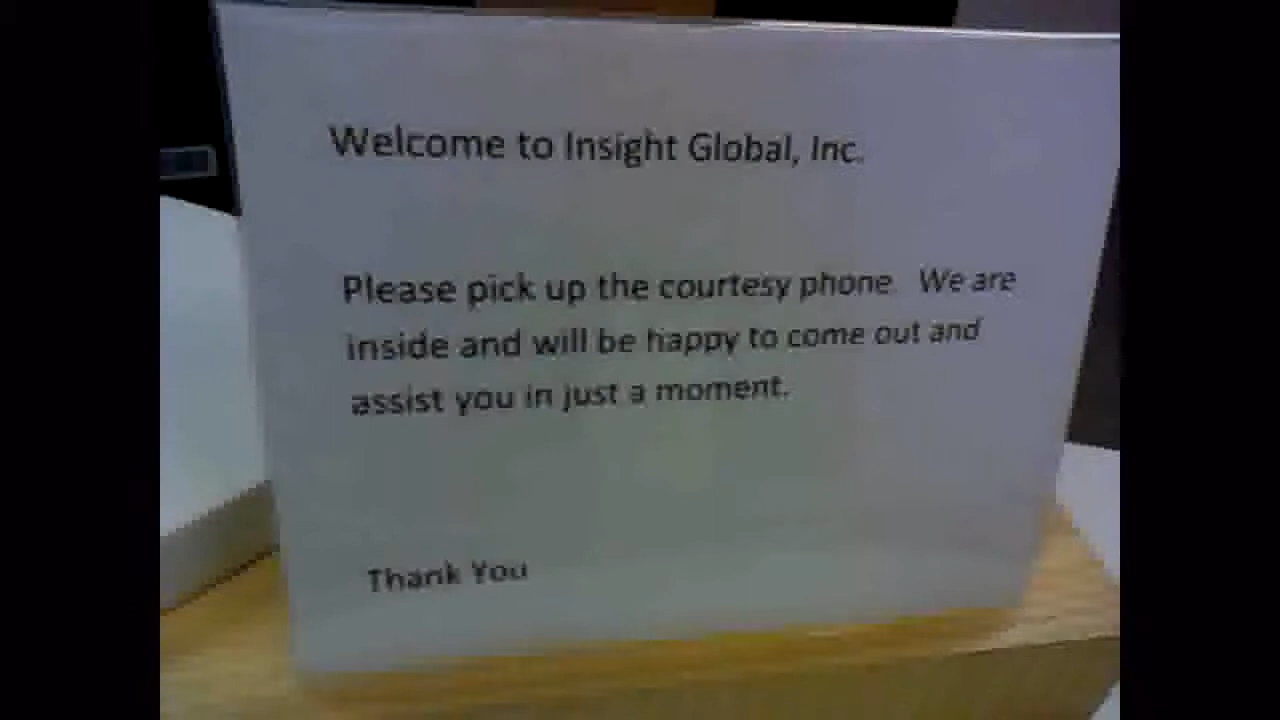 Welcome to Insight Global, Inc.
Please pick up the courtesy phone. We are
inside and will be happy to come out and
assist you in just a moment.
Thank You